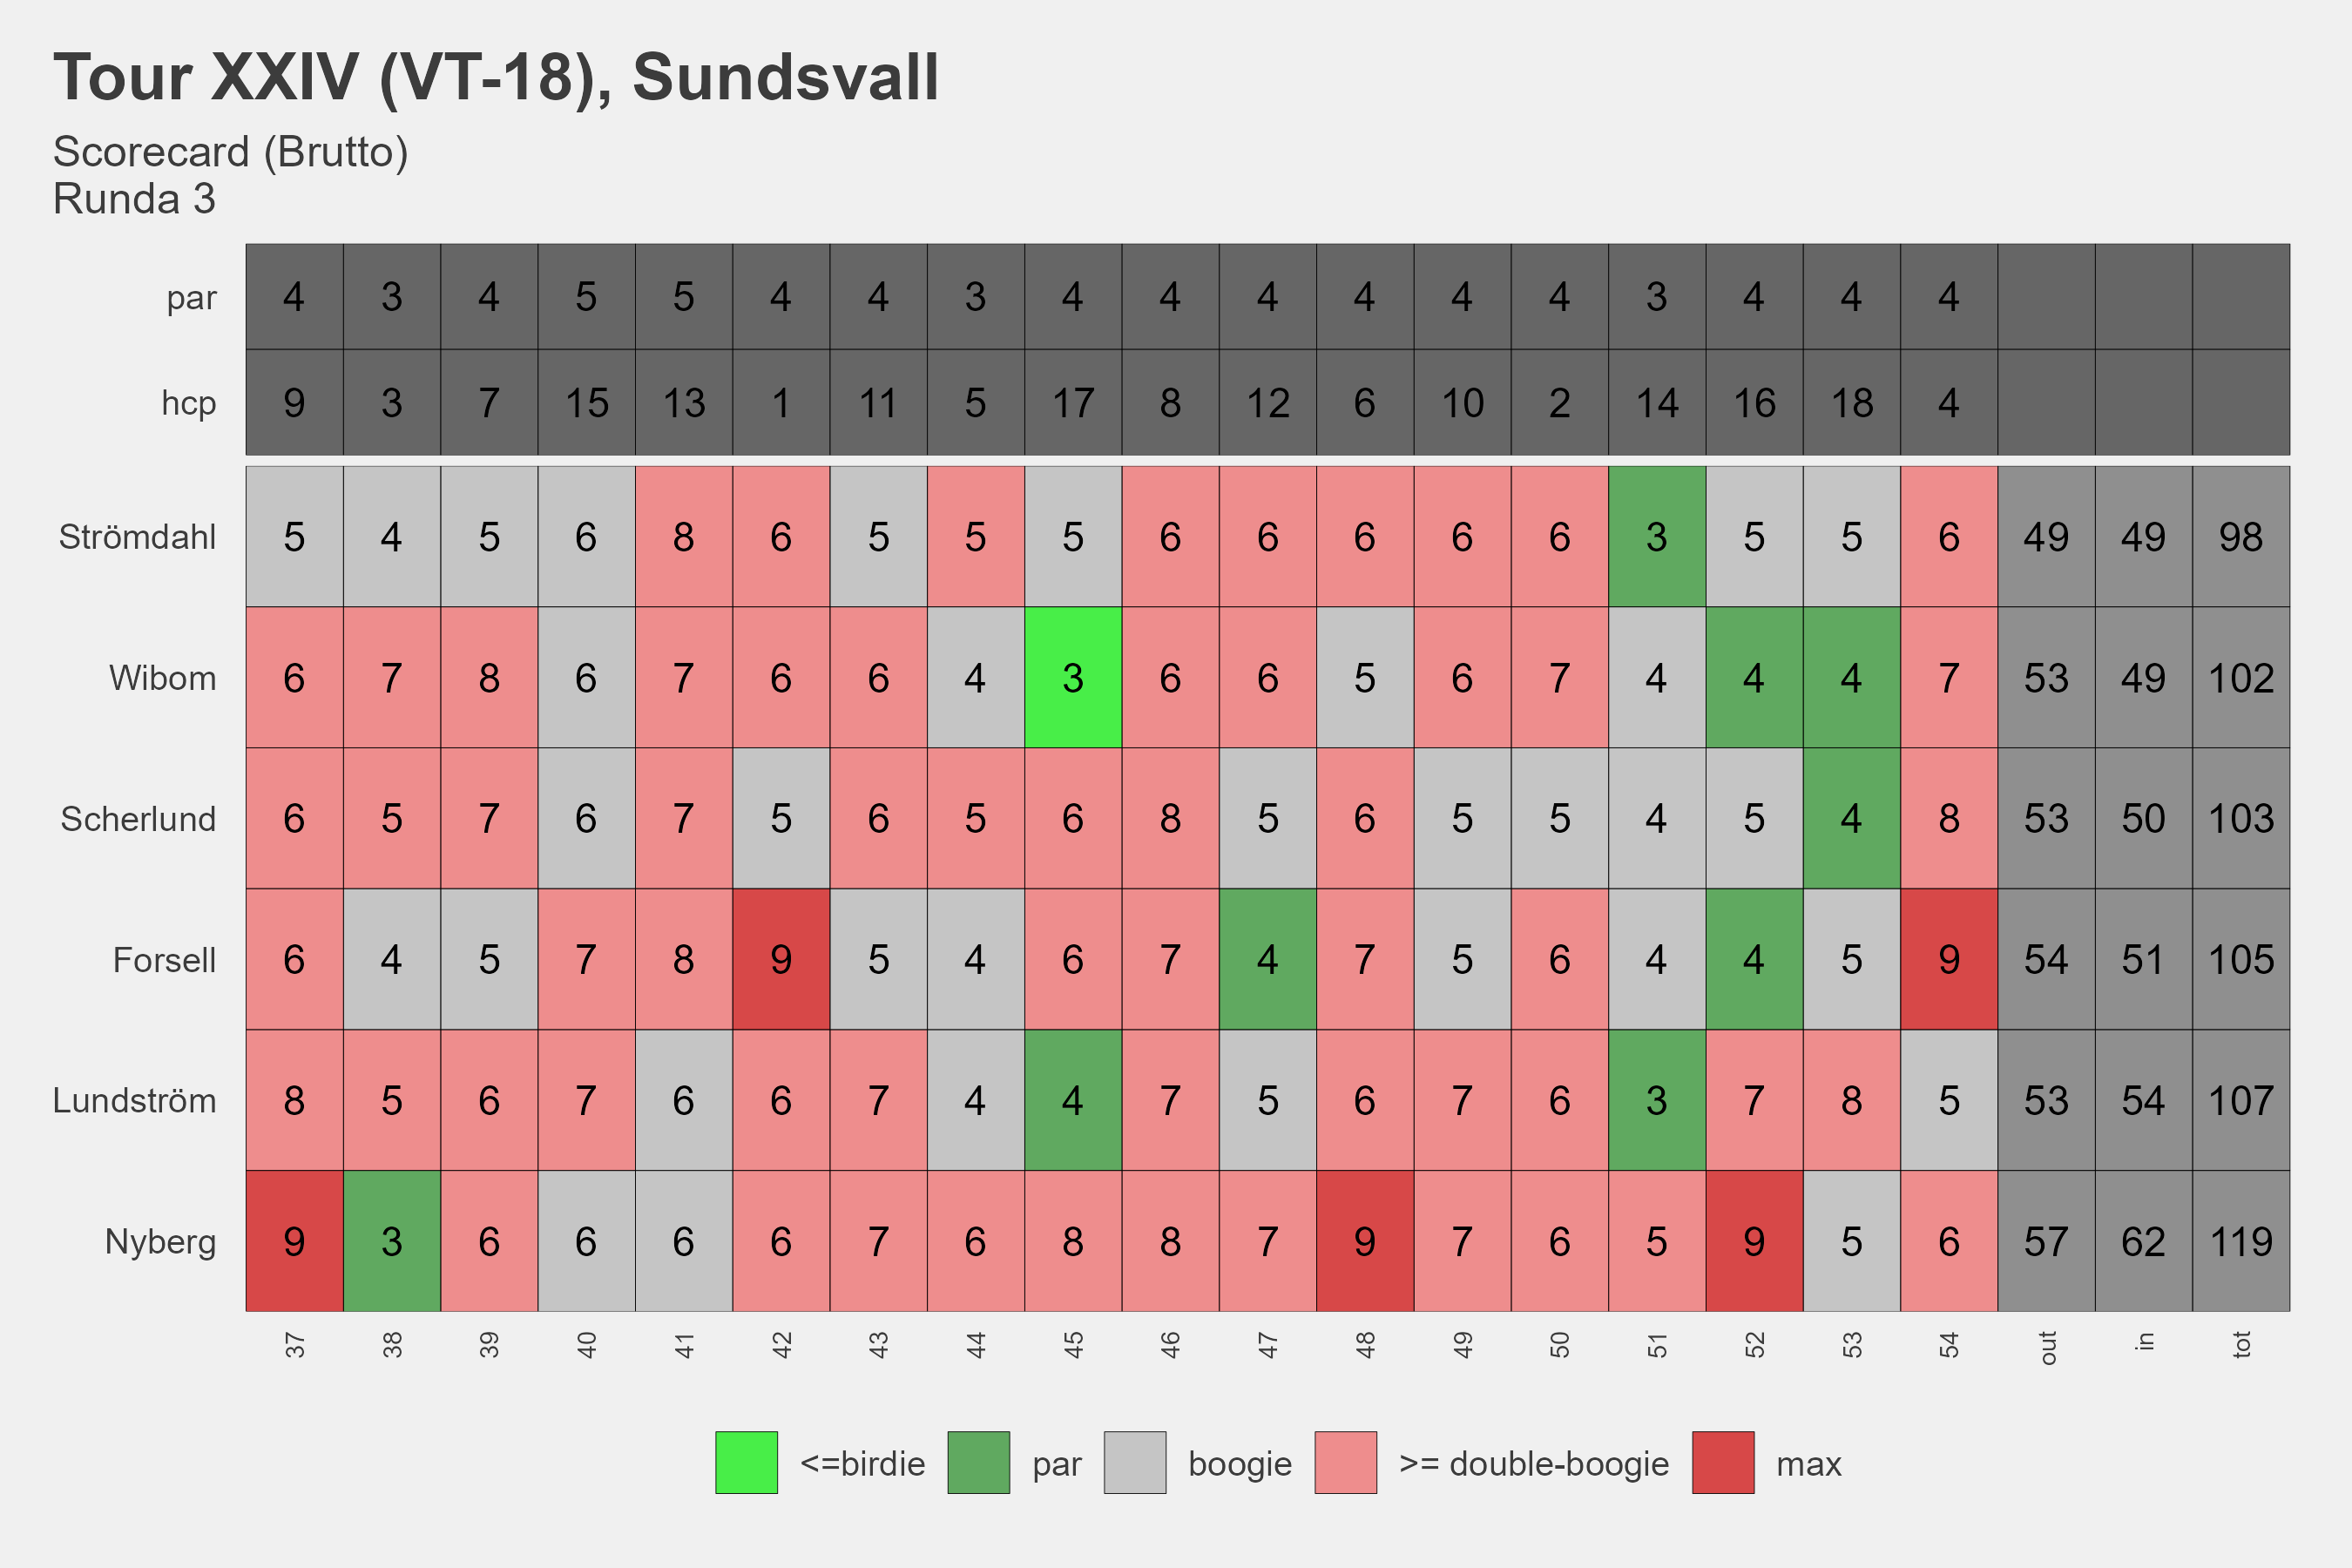 Tour XXIV (VT-18), Sundsvall
Scorecard (Brutto)
Runda 3
par 4 3 4 5 5 4 4 3 4 4 4 4 4 4 3 4 4 4
hcp 9 3 7 15 13 1 11 5 17 8 12 6 10 2 14 16 18 4
Strömdahl 5 4 5 6 8 6 5 5 5 6 6 6 6 6 3 5 5 6 49 49 98
Wibom 6 7 8 6 7 6 6 4 3 6 6 5 6 7 4 4 4 7 53 49 102
Scherlund 6 5 7 6 7 5 6 5 6 8 5 6 5 5 4 5 4 8 53 50 103
Forsell 6 4 5 7 8 9 5 4 6 7 4 7 5 6 4 4 5 9 54 51 105
Lundström 8 5 6 7 6 6 7 4 4 7 5 6 7 6 3 7 8 5 53 54 107
Nyberg 9 3 6 6 6 6 7 6 8 8 7 9 7 6 5 9 5 6 57 62 119
37 38 39 40 41 42 43 44 45 46 47 48 49 50 51 52 53 54 out in tot
<=birdie par boogie >= double-boogie max